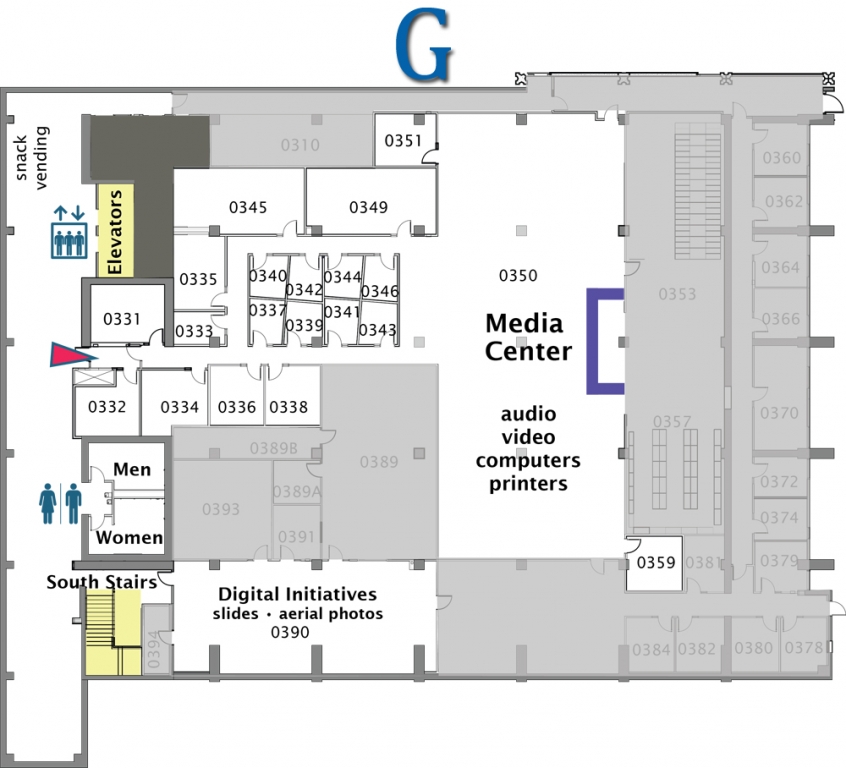 G
snack
vending
Elevators
0310
0351
0345
0349
0335
0333
0331
0340
0342
0344
0346
0337
0339
0341
0343
0350
Media
Center
audio
video
computers
printers
0353
0357
0360
0362
0364
0366
0370
0372
0374
0379
0332
0334
0336
0338
0389B
0389
0389A
0393
0391
Men
Women
South Stairs
0394
Digital Initiatives
slides • aerial photos
0390
0359
0381
0384
0382
0380
0378